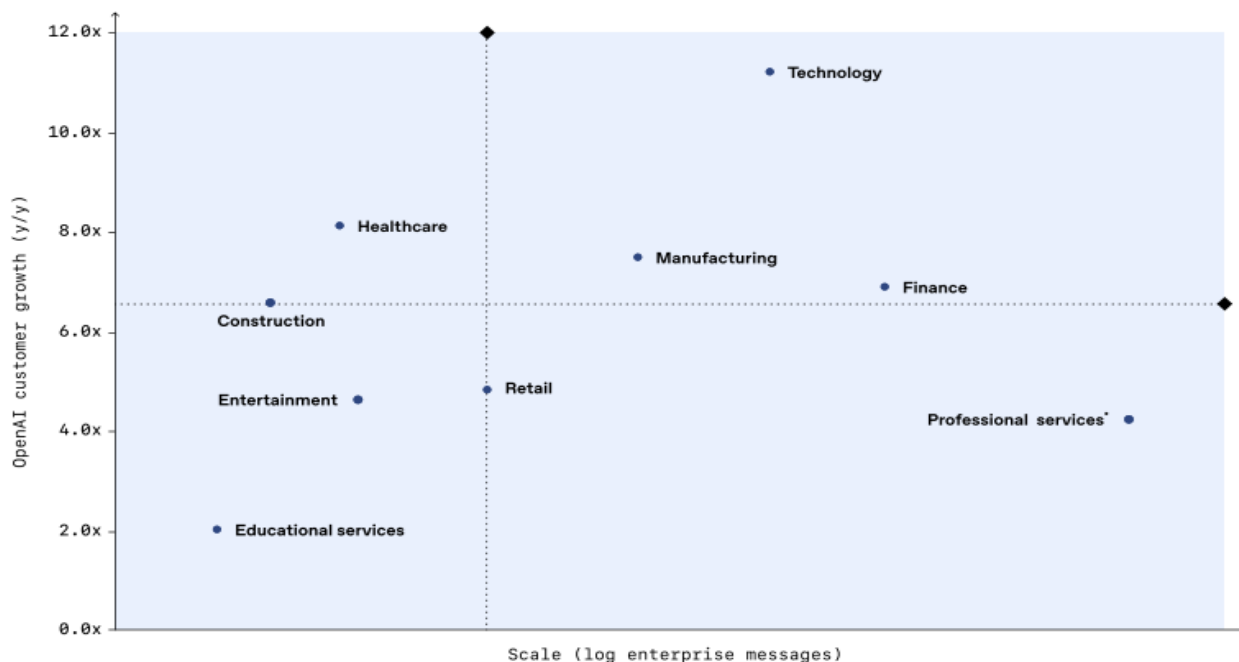 12.0x
Technology
10.0x
Healthcare
8.0x
Manufacturing
Finance
Construction
6.0x
Retail
Entertainment
Professional services*
4.0x
Educational services
2.0x
0.0x
OpenAI customer growth (y/y)
Scale (log enterprise messages)